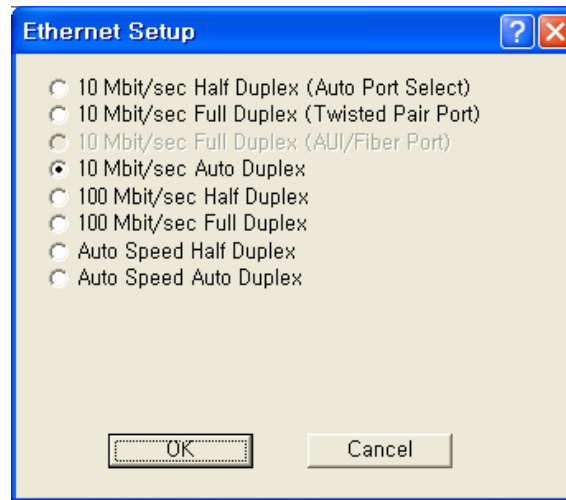 Ethernet Setup
10 Mbit/sec Half Duplex (Auto Port Select)
10 Mbit/sec Full Duplex (Twisted Pair Port)
10 Mbit/sec Full Duplex (AUI/Fiber Port)
10 Mbit/sec Auto Duplex
100 Mbit/sec Half Duplex
100 Mbit/sec Full Duplex
Auto Speed Half Duplex
Auto Speed Auto Duplex
OK Cancel